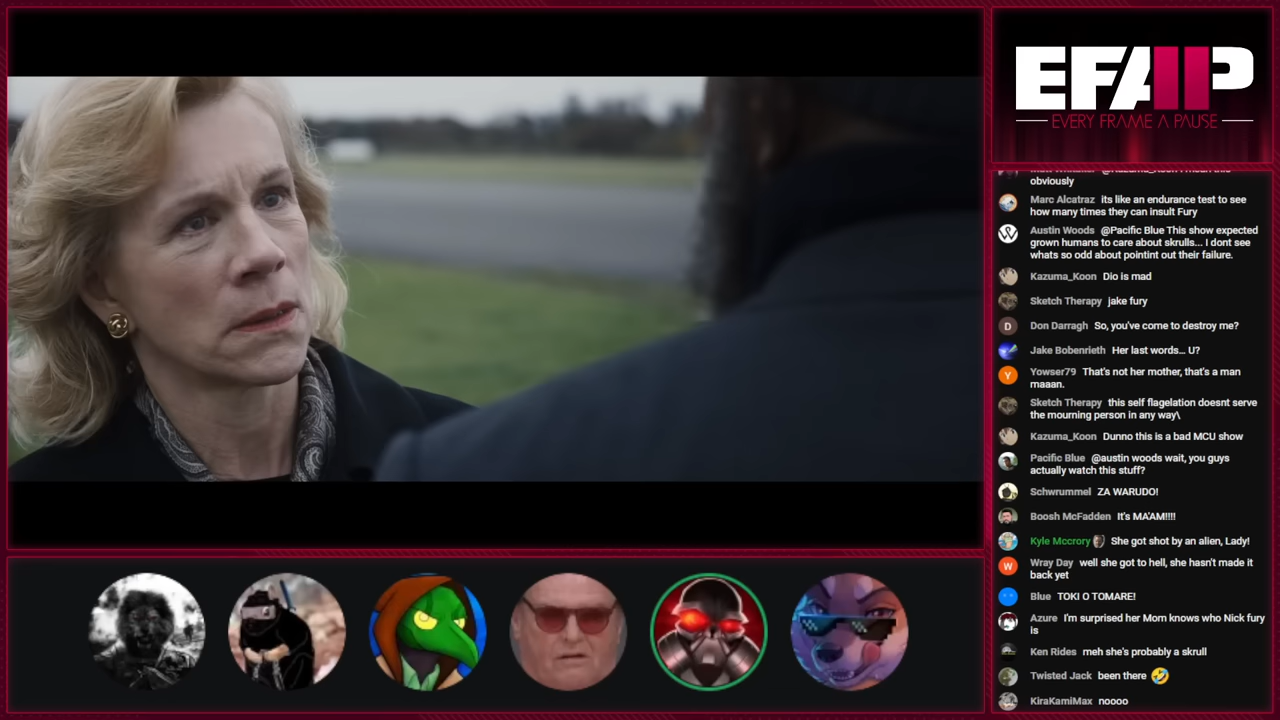 EFAP
EVERY FRAME A PAUSE
obviously
Marc Alcatraz its like an endurance test to see
how many times they can insult Fury
Austin Woods @Pacific Blue This show expected
grown humans to care about skrulls... I dont see
whats so odd about pointint out their failure.
Kazuma_Koon Dio is mad
Sketch Therapy jake fury
D Don Darragh So, you've come to destroy me?
Jake Bobenrieth Her last words... U?
Y Yowser79 That's not her mother, that's a man
maaan.
Sketch Therapy this self flagelation doesnt serve
the mourning person in any way\
Kazuma_Koon Dunno this is a bad MCU show
Pacific Blue @austin woods wait, you guys
actually watch this stuff?
Schwrummel ZA WARUDO!
Boosh McFadden It's MA'AM!!!!
Kyle Mccrory She got shot by an alien, Lady!
W Wray Day well she got to hell, she hasn't made it
back yet
Blue TOKI O TOMARE!
Azure I'm surprised her Mom knows who Nick fury
is
Ken Rides meh she's probably a skrull
Twisted Jack been there 🤣
KiraKamiMax noooo